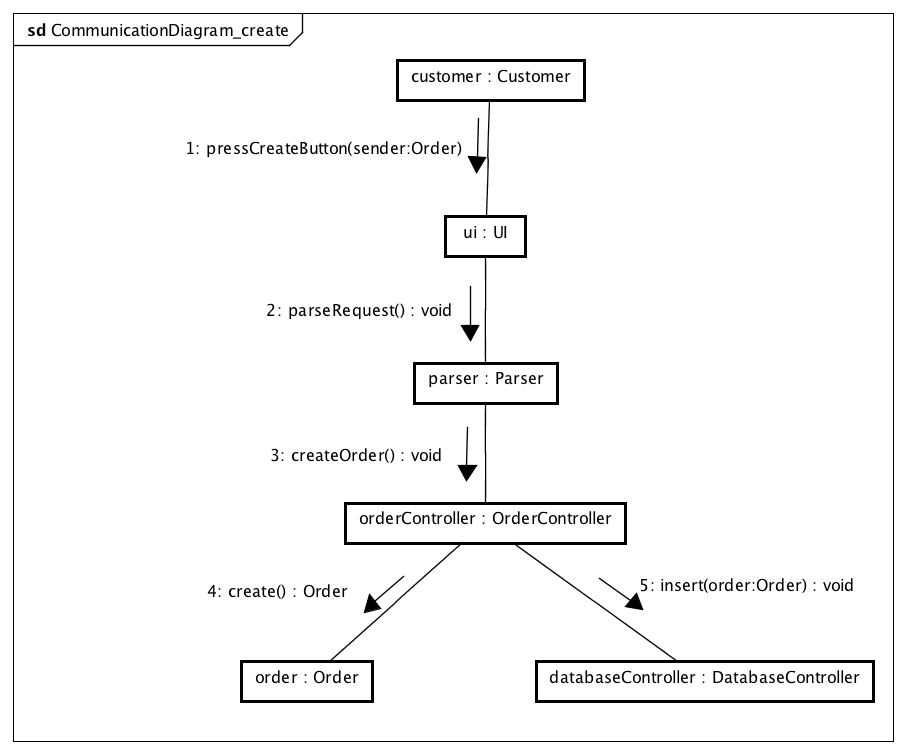 sd CommunicationDiagram_create
customer : Customer
1: pressCreateButton(sender:Order)
ui : UI
2: parseRequest() : void
parser : Parser
3: createOrder() : void
orderController : OrderController
4: create() : Order
5: insert(order:Order) : void
order : Order
databaseController : DatabaseController